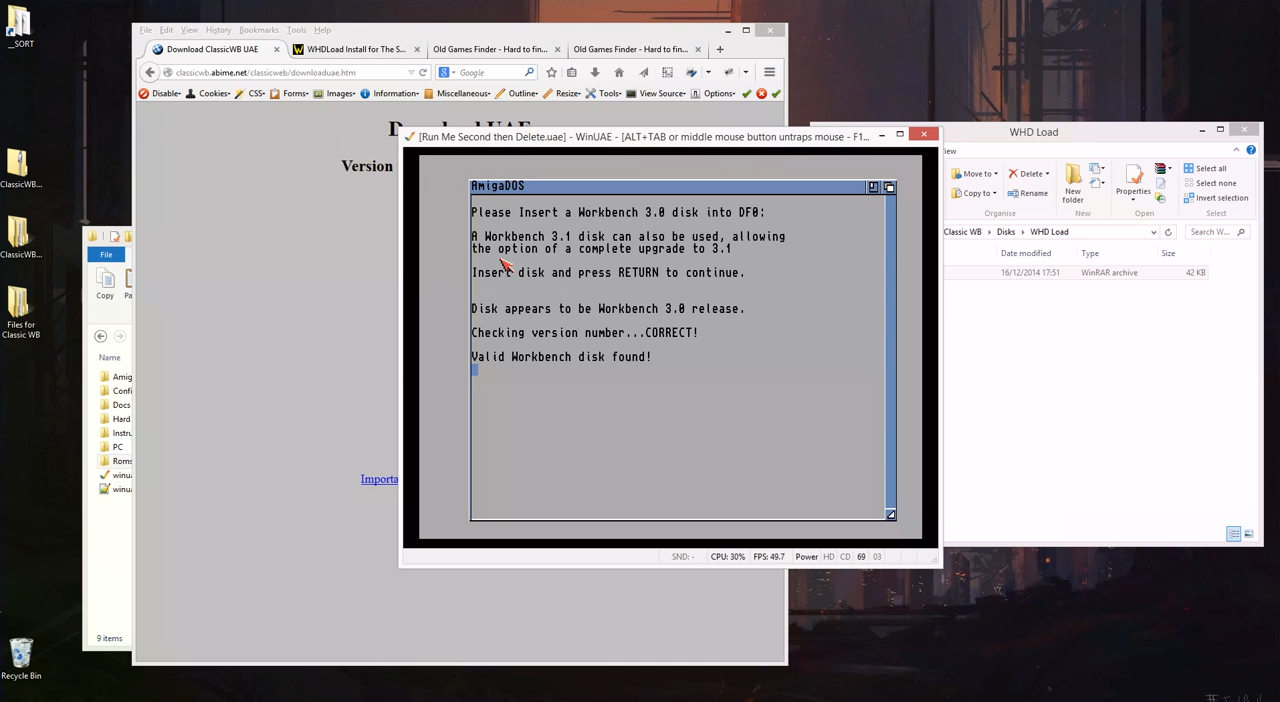 __SORT
ClassicWB...
ClassicWB...
Files for
Classic WB
Recycle Bin
File Edit View History Bookmarks Tools Help
Download ClassicWB UAE
WHDLoad Install for The S...
Old Games Finder - Hard to fin...
Old Games Finder - Hard to fin...
classicwb.abime.net/classicweb/downloaduae.htm
Google
Disable Cookies CSS Forms Images Information Miscellaneous Outline Resize Tools View Source Options
Version
Importa
File
Copy
Name
Amig
Confi
Docs
Hard
Instru
PC
Roms
winua
winua
9 items
[Run Me Second then Delete.uae] - WinUAE - [ALT+TAB or middle mouse button untraps mouse - F1...
AmigaDOS
Please Insert a Workbench 3.0 disk into DF0:
A Workbench 3.1 disk can also be used, allowing
the option of a complete upgrade to 3.1
Insert disk and press RETURN to continue.
Disk appears to be Workbench 3.0 release.
Checking version number...CORRECT!
Valid Workbench disk found!
SND: - CPU: 30% FPS: 49.7 Power HD CD 69 03
WHD Load
Move to
Copy to
Delete
Rename
New
folder
Properties
Select all
Select none
Invert selection
Organise New Open Select
Classic WB Disks WHD Load
Search W...
Date modified Type Size
16/12/2014 17:51 WinRAR archive 42 KB